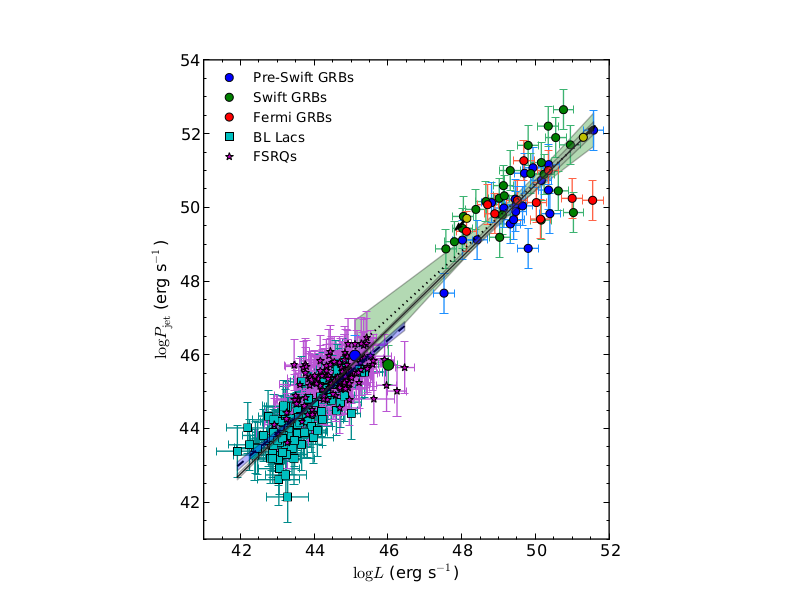 54
52
50
48
46
44
42
log P_jet (erg s⁻¹)
Pre-Swift GRBs
Swift GRBs
Fermi GRBs
BL Lacs
FSRQs
42 44 46 48 50 52
log L (erg s⁻¹)